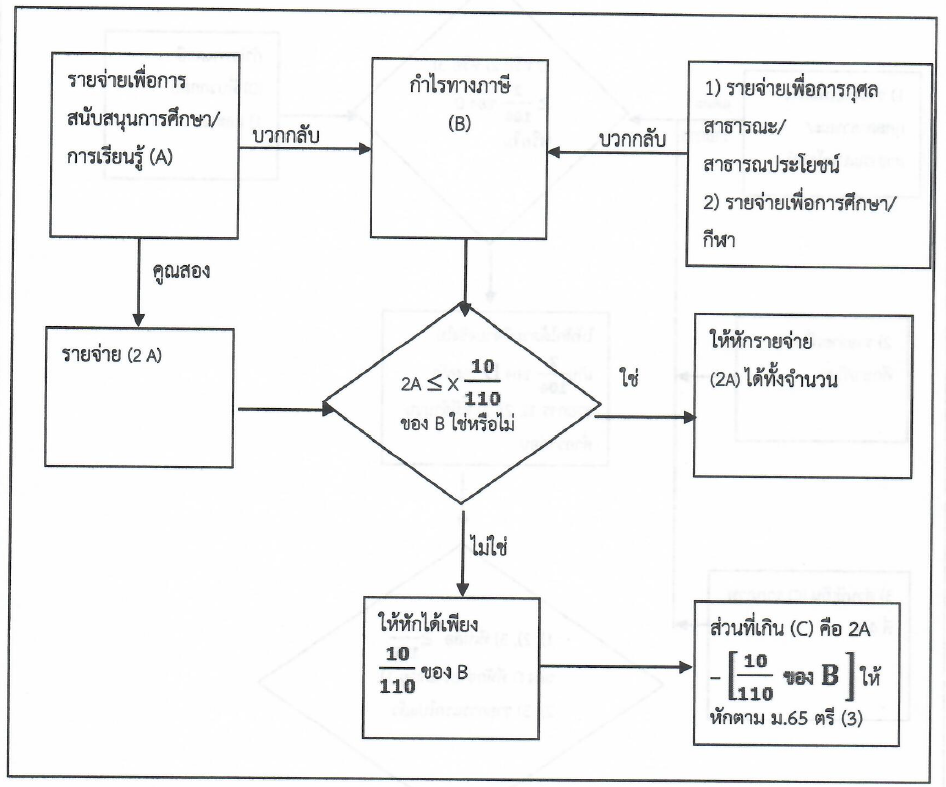 รายจ่ายเพื่อการ
สนับสนุนการศึกษา/
การเรียนรู้ (A)
บวกกลับ
กำไรทางภาษี
(B)
บวกกลับ
1) รายจ่ายเพื่อการกุศล
สาธารณะ/
สาธารณประโยชน์
2) รายจ่ายเพื่อการศึกษา/
กีฬา
คูณสอง
รายจ่าย (2 A)
2A ≤ X 10/110
ของ B ใช่หรือไม่
ใช่
ให้หักรายจ่าย
(2A) ได้ทั้งจำนวน
ไม่ใช่
ให้หักได้เพียง
10/110 ของ B
ส่วนที่เกิน (C) คือ 2A
– [10/110 ของ B] ให้
หักตาม ม.65 ตรี (3)